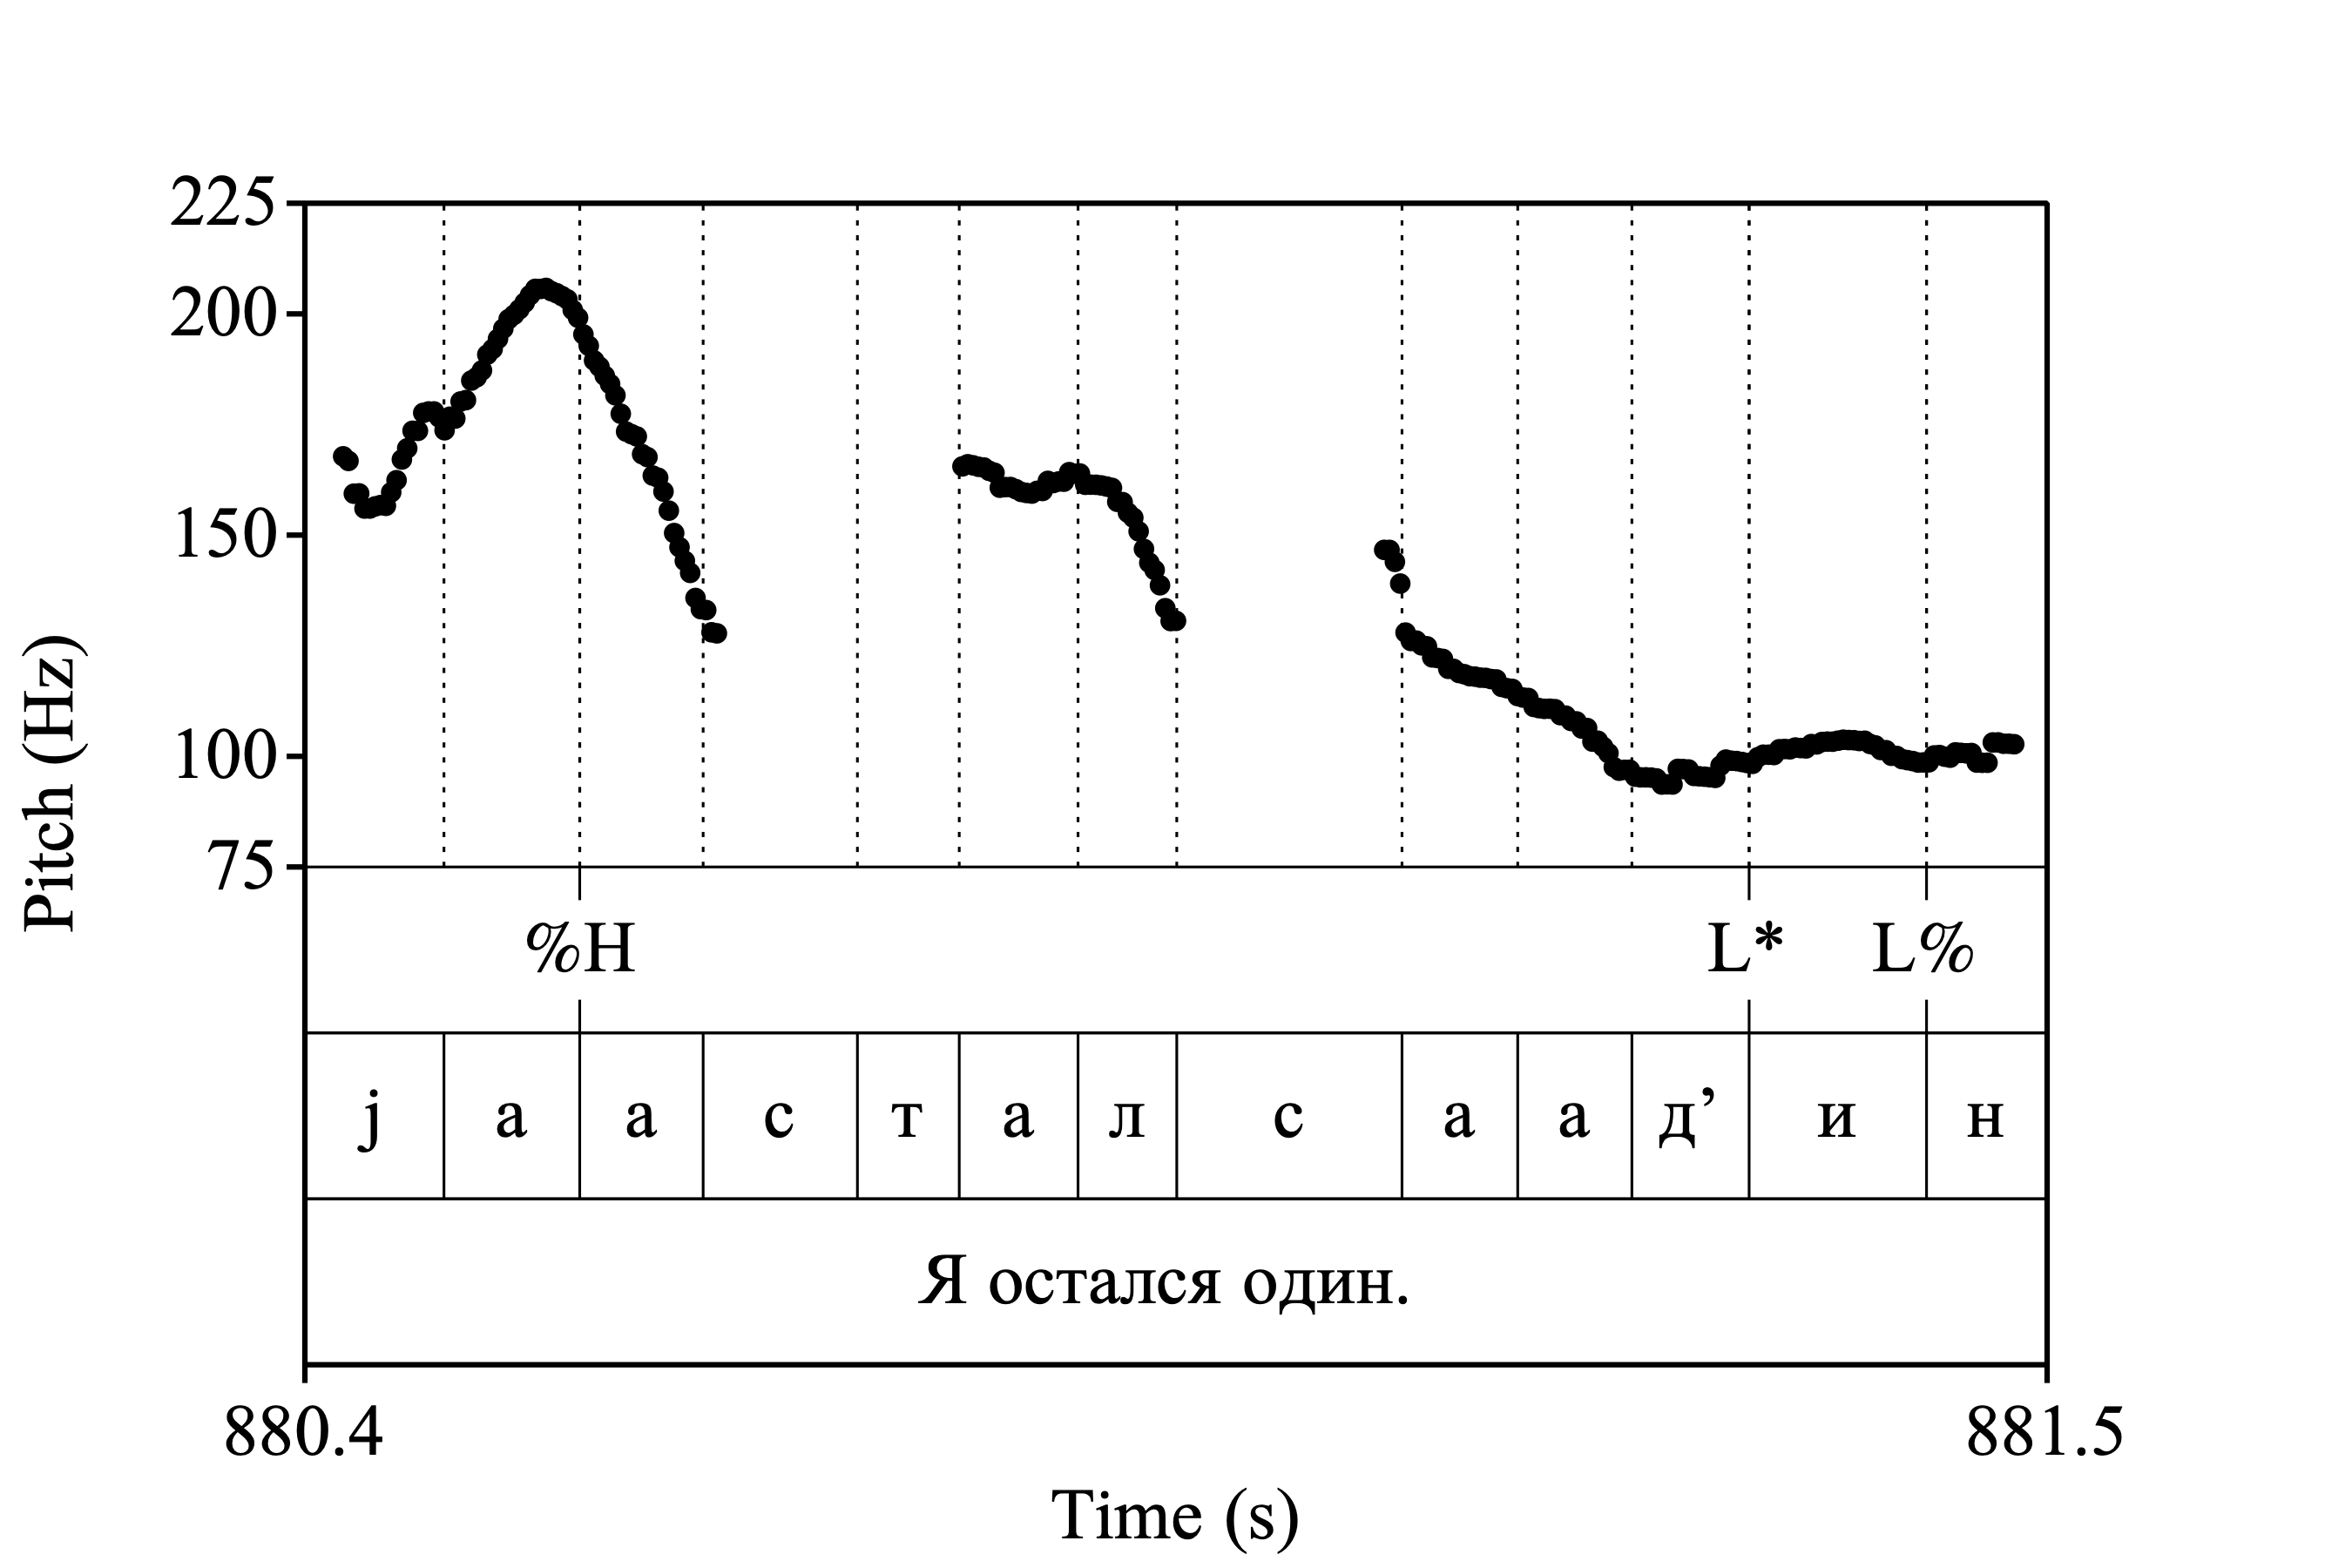 225
200
150
100
75
Pitch (Hz)
%H L* L%
j а а с т а л с а а д’ и н
Я остался один.
880.4 881.5
Time (s)